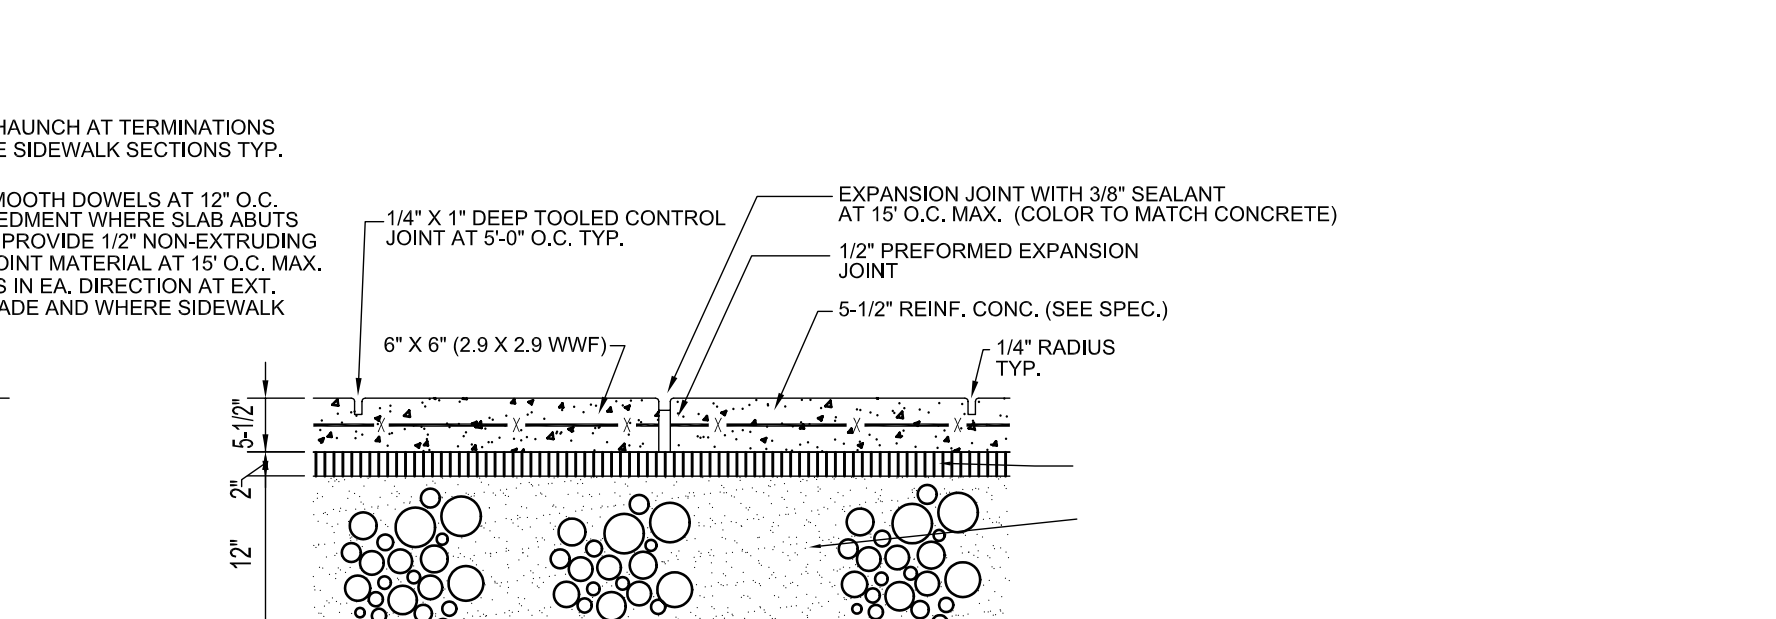 HAUNCH AT TERMINATIONS
SIDEWALK SECTIONS TYP.
DOWELS AT 12" O.C.
WHERE SLAB ABUTS
PROVIDE 1/2" NON-EXTRUDING
MATERIAL AT 15' O.C. MAX.
IN EA. DIRECTION AT EXT.
AND WHERE SIDEWALK
1/4" X 1" DEEP TOOLED CONTROL
JOINT AT 5'-0" O.C. TYP.
6" X 6" (2.9 X 2.9 WWF)
EXPANSION JOINT WITH 3/8" SEALANT
AT 15' O.C. MAX. (COLOR TO MATCH CONCRETE)
1/2" PREFORMED EXPANSION
JOINT
5-1/2" REINF. CONC. (SEE SPEC.)
1/4" RADIUS
TYP.
5-1/2"
2"
12"